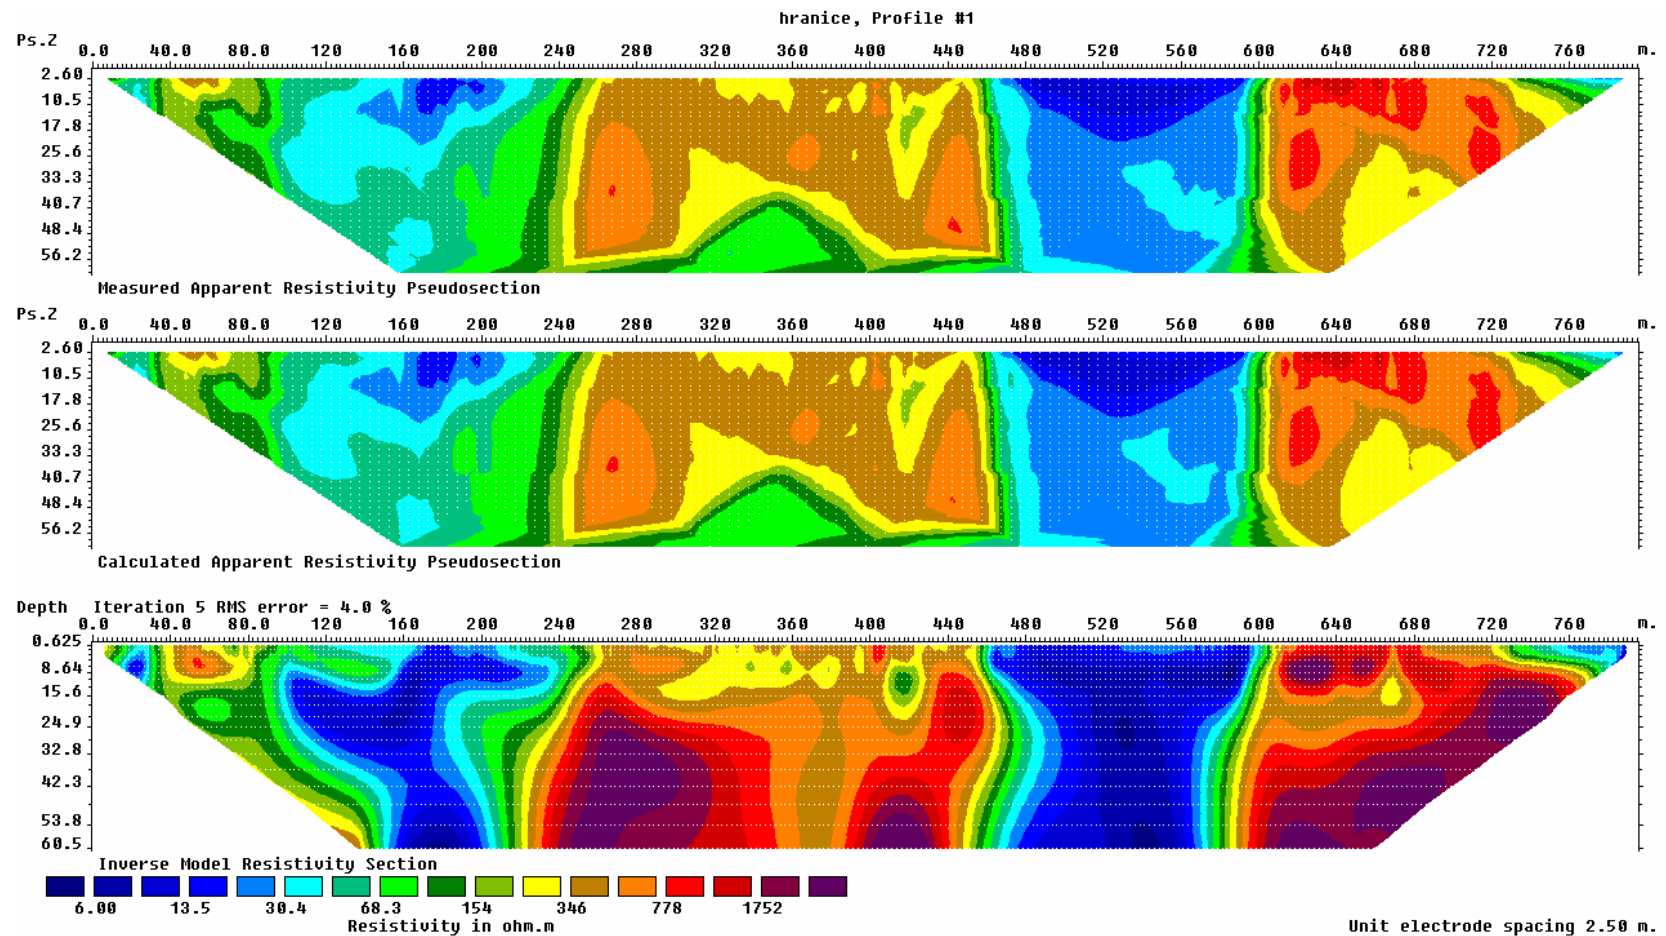 hranice, Profile #1
Ps.Z 0.0 40.0 80.0 120 160 200 240 280 320 360 400 440 480 520 560 600 640 680 720 760 m.
2.60
10.5
17.8
25.6
33.3
40.7
48.4
56.2
Measured Apparent Resistivity Pseudosection
Ps.Z 0.0 40.0 80.0 120 160 200 240 280 320 360 400 440 480 520 560 600 640 680 720 760 m.
2.60
10.5
17.8
25.6
33.3
40.7
48.4
56.2
Calculated Apparent Resistivity Pseudosection
Depth Iteration 5 RMS error = 4.0 %
0.0 40.0 80.0 120 160 200 240 280 320 360 400 440 480 520 560 600 640 680 720 760 m.
0.625
8.64
15.6
24.9
32.8
42.3
53.8
60.5
Inverse Model Resistivity Section
6.00 13.5 30.4 68.3 154 346 778 1752
Resistivity in ohm.m
Unit electrode spacing 2.50 m.